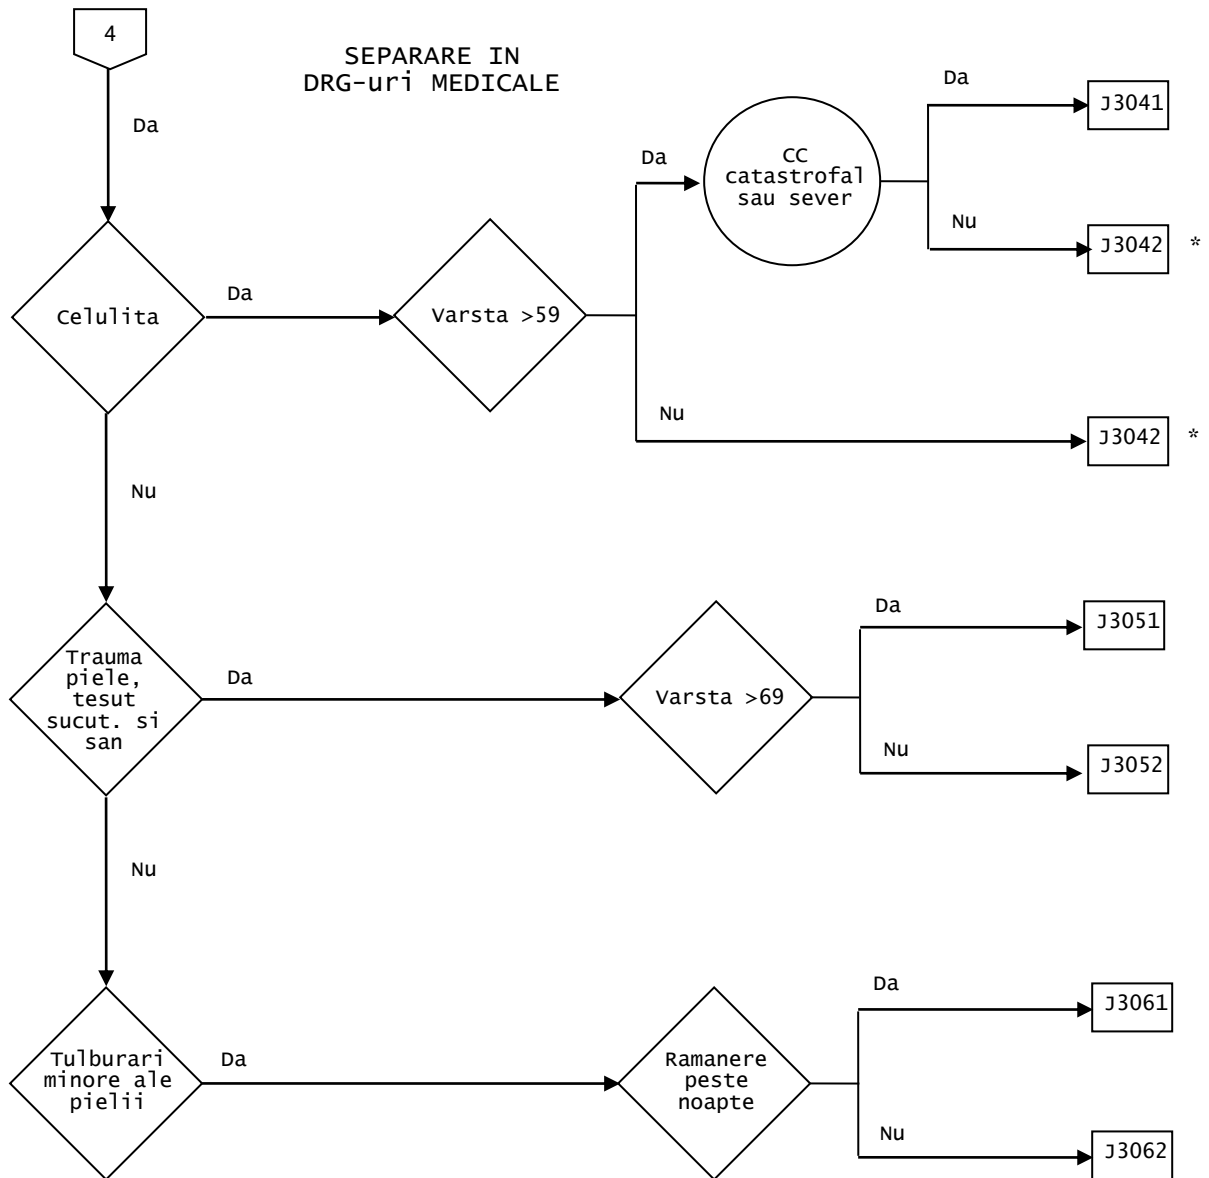 4
SEPARARE IN
DRG-uri MEDICALE
Da
Da
J3041
Da
CC
catastrofal
sau sever
Nu
J3042 *
Celulita
Da
Varsta >59
Nu
J3042 *
Nu
Trauma
piele,
tesut
sucut. si
san
Da
Varsta >69
Da
J3051
Nu
J3052
Nu
Tulburari
minore ale
pielii
Da
Ramanere
peste
noapte
Da
J3061
Nu
J3062